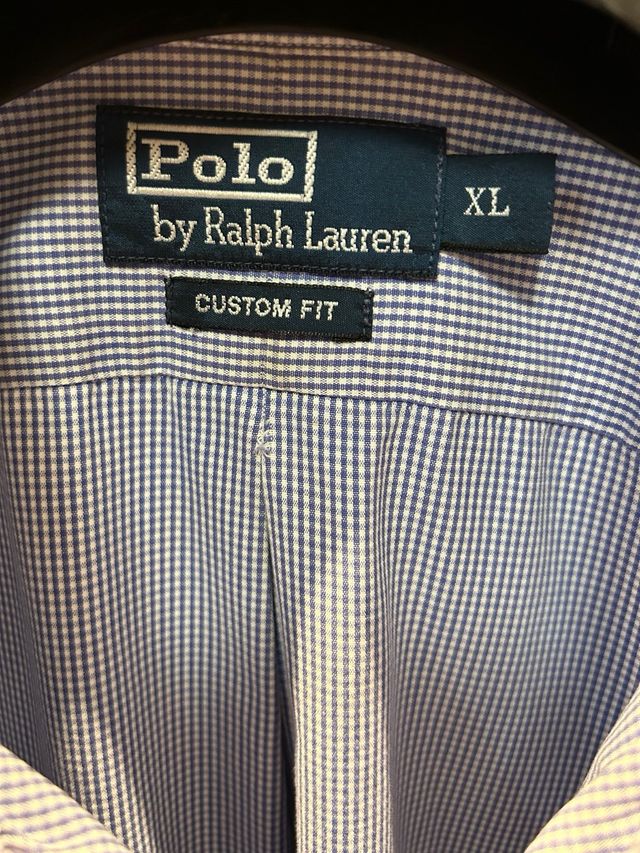 Polo
by Ralph Lauren
XL
CUSTOM FIT